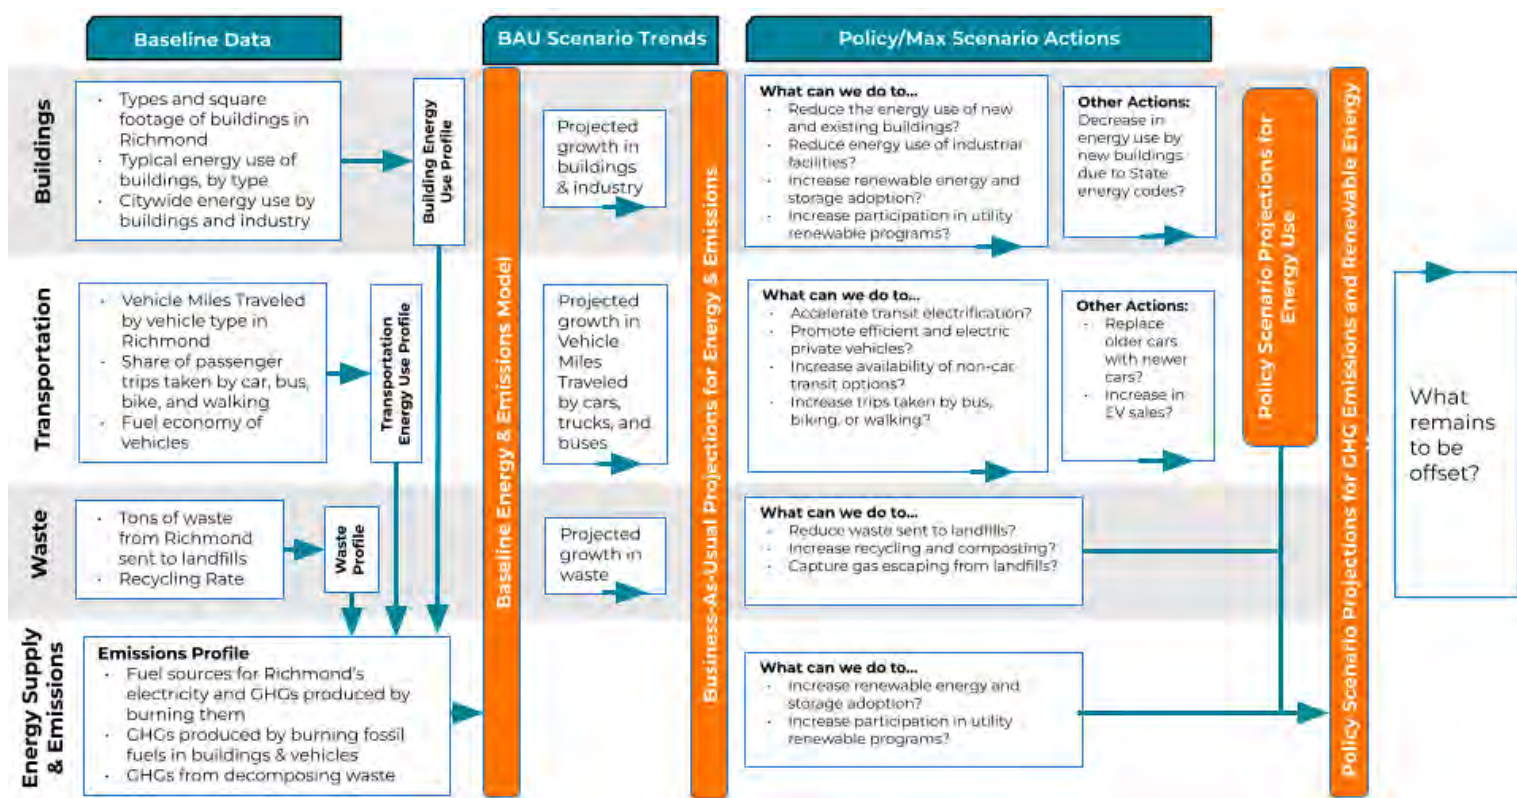 Baseline Data
BAU Scenario Trends
Policy/Max Scenario Actions
Buildings
• Types and square
footage of buildings in
Richmond
• Typical energy use of
buildings, by type
• Citywide energy use by
buildings and industry
Building Energy
Use Profile
Transportation
• Vehicle Miles Traveled
by vehicle type in
Richmond
• Share of passenger
trips taken by car, bus,
bike, and walking
• Fuel economy of
vehicles
Transportation
Energy Use Profile
Waste
• Tons of waste
from Richmond
sent to landfills
• Recycling Rate
Waste
Profile
Energy Supply
& Emissions
Emissions Profile
• Fuel sources for Richmond's
electricity and GHGs produced by
burning them
• GHGs produced by burning fossil
fuels in buildings & vehicles
• GHGs from decomposing waste
Baseline Energy & Emissions Model
Projected
growth in
buildings
& industry
Projected
growth in
Vehicle
Miles
Traveled
by cars,
trucks, and
buses
Projected
growth in
waste
Business-As-Usual Projections for Energy & Emissions
What can we do to...
• Reduce the energy use of new
and existing buildings?
• Reduce energy use of industrial
facilities?
• Increase renewable energy and
storage adoption?
• Increase participation in utility
renewable programs?
Other Actions:
Decrease in
energy use by
new buildings
due to State
energy codes?
What can we do to...
• Accelerate transit electrification?
• Promote efficient and electric
private vehicles?
• Increase availability of non-car
transit options?
• Increase trips taken by bus,
biking, or walking?
Other Actions:
• Replace
older cars
with newer
cars?
• Increase in
EV sales?
What can we do to...
• Reduce waste sent to landfills?
• Increase recycling and composting?
• Capture gas escaping from landfills?
What can we do to...
• Increase renewable energy and
storage adoption?
• Increase participation in utility
renewable programs?
Policy Scenario Projections for
Energy Use
Policy Scenario Projections for GHG Emissions and Renewable Energy
What
remains
to be
offset?